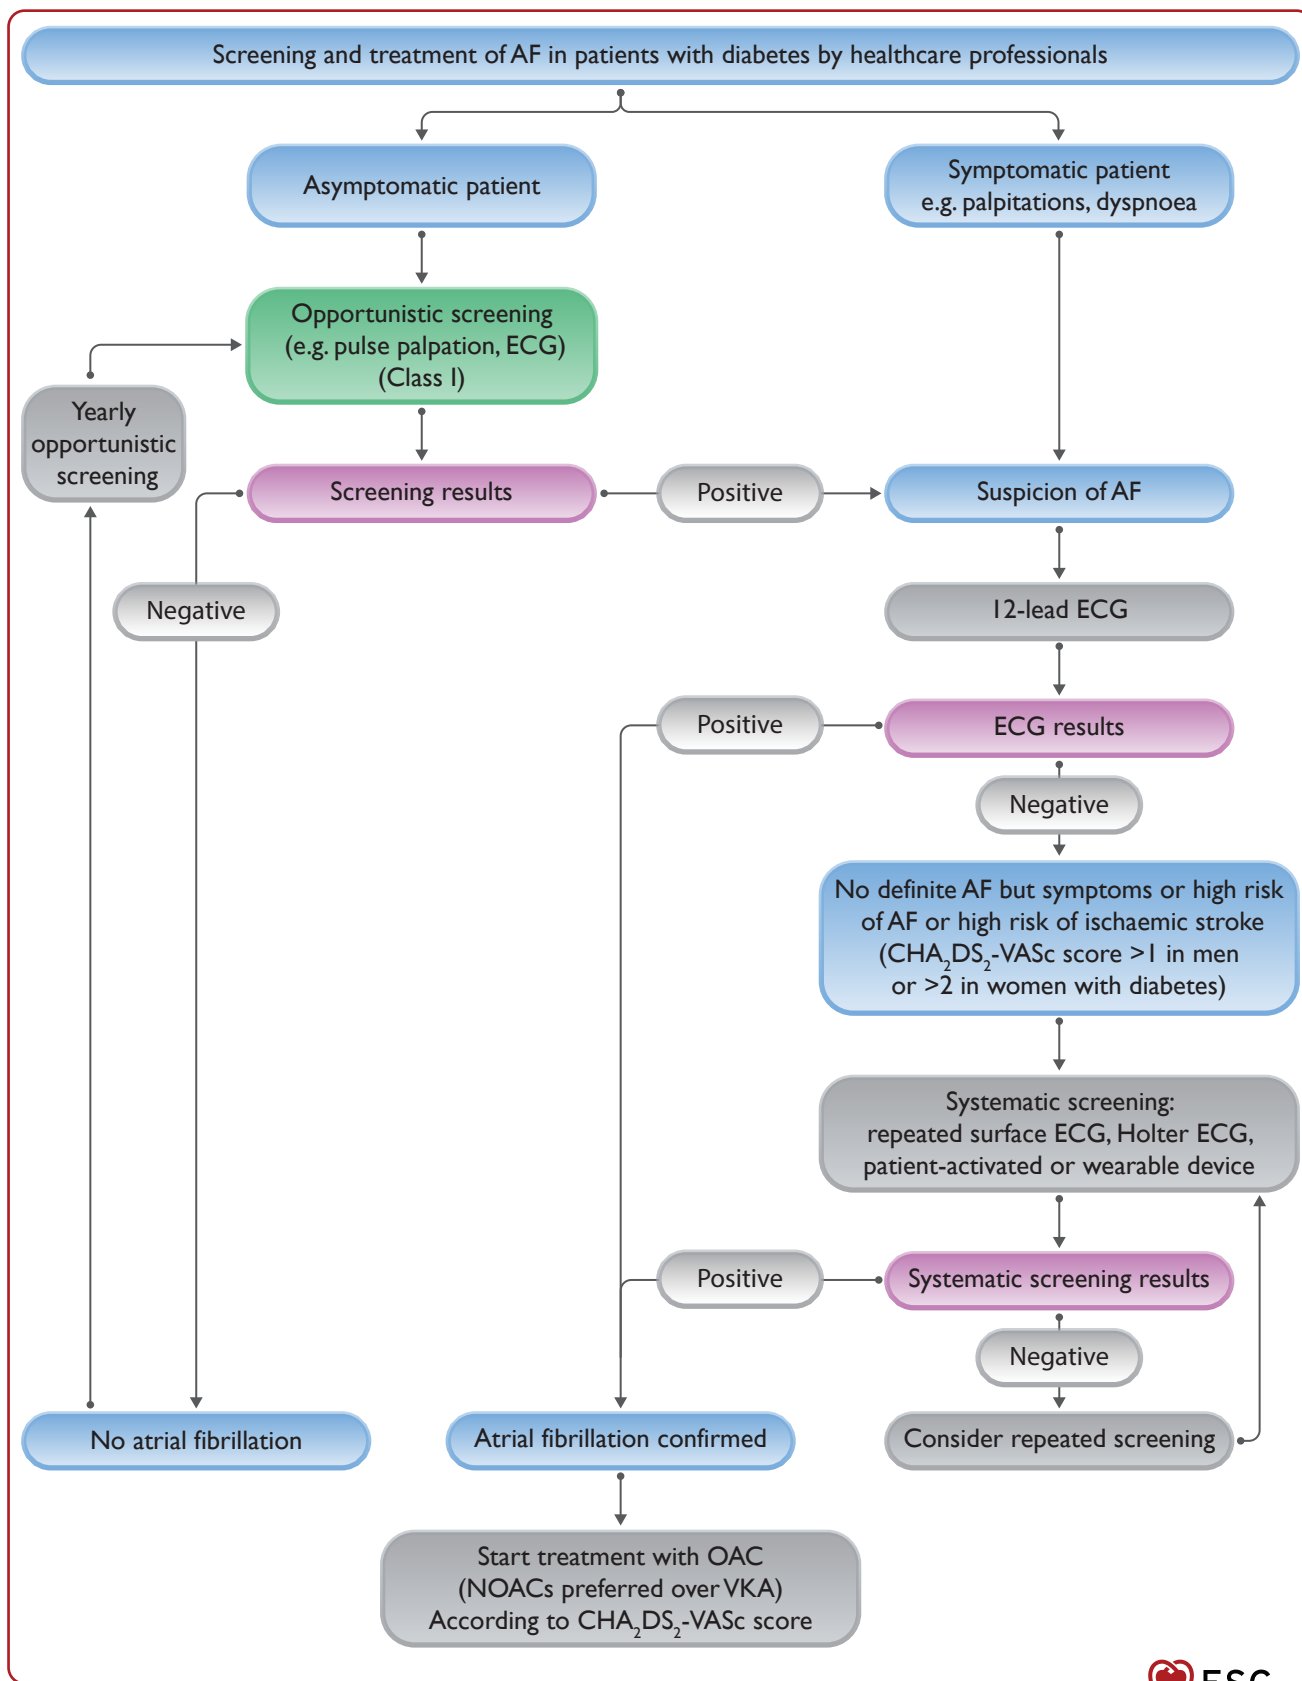 Screening and treatment of AF in patients with diabetes by healthcare professionals
Asymptomatic patient
Symptomatic patient
e.g. palpitations, dyspnoea
Opportunistic screening
(e.g. pulse palpation, ECG)
(Class I)
Yearly
opportunistic
screening
Screening results
Positive
Suspicion of AF
Negative
12-lead ECG
Positive
ECG results
Negative
No definite AF but symptoms or high risk
of AF or high risk of ischaemic stroke
(CHA₂DS₂-VASc score >1 in men
or >2 in women with diabetes)
Systematic screening:
repeated surface ECG, Holter ECG,
patient-activated or wearable device
Positive
Systematic screening results
Negative
No atrial fibrillation
Atrial fibrillation confirmed
Consider repeated screening
Start treatment with OAC
(NOACs preferred over VKA)
According to CHA₂DS₂-VASc score
ESC